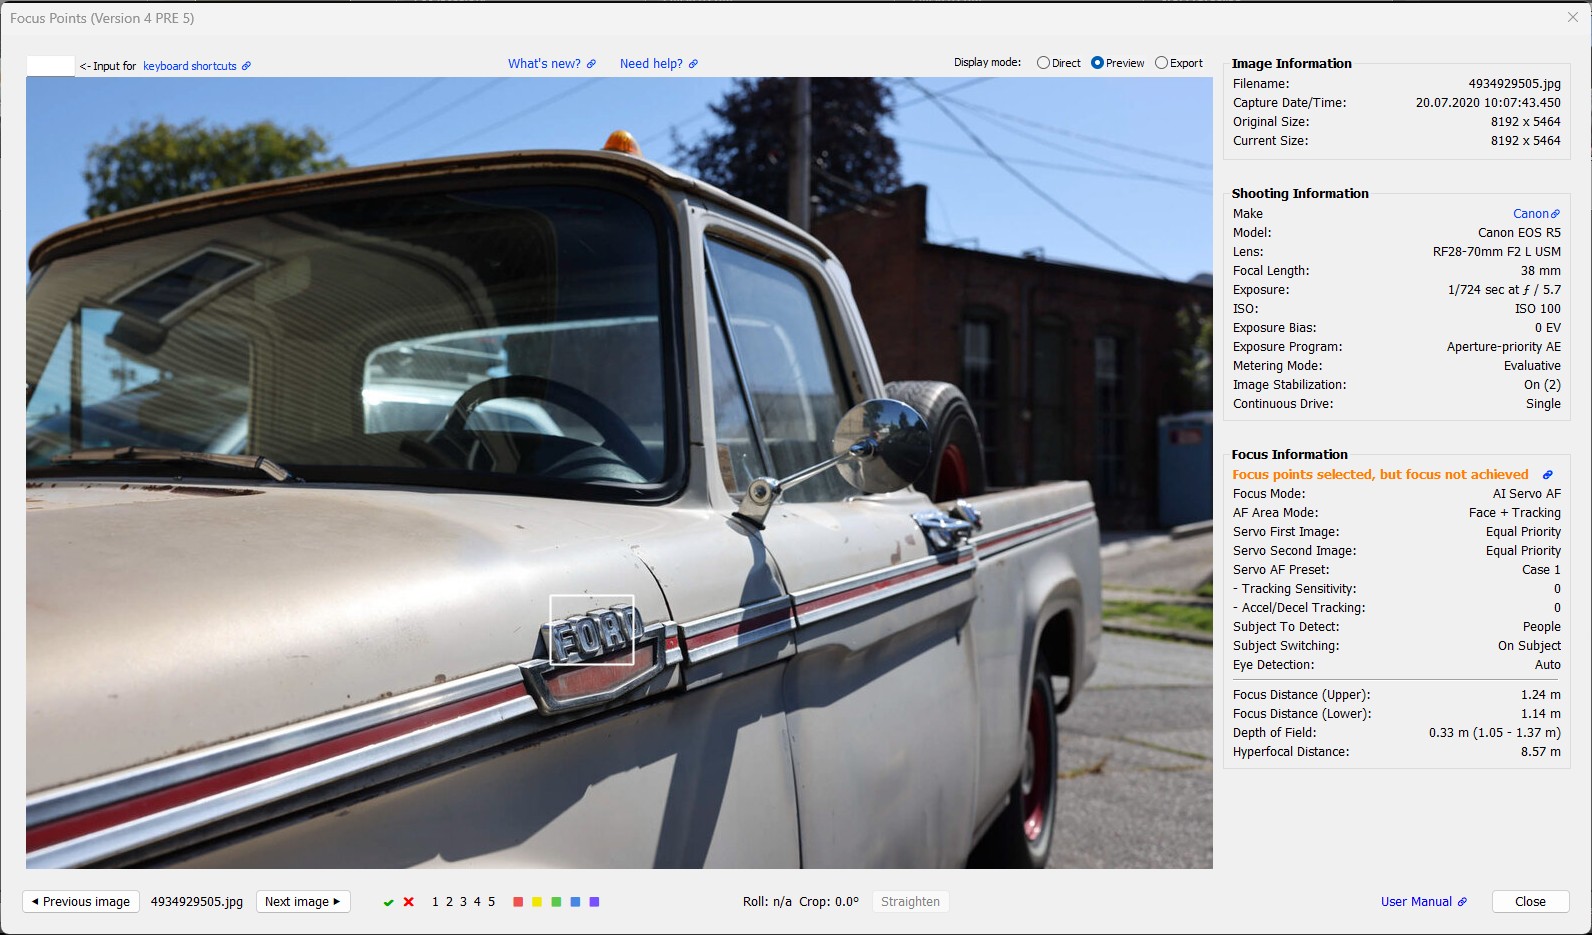 Focus Points (Version 4 PRE 5)
<- Input for keyboard shortcuts
What's new?
Need help?
Display mode: Direct Preview Export
FORD
Image Information
Filename: 4934929505.jpg
Capture Date/Time: 20.07.2020 10:07:43.450
Original Size: 8192 x 5464
Current Size: 8192 x 5464
Shooting Information
Make Canon
Model: Canon EOS R5
Lens: RF28-70mm F2 L USM
Focal Length: 38 mm
Exposure: 1/724 sec at ƒ / 5.7
ISO: ISO 100
Exposure Bias: 0 EV
Exposure Program: Aperture-priority AE
Metering Mode: Evaluative
Image Stabilization: On (2)
Continuous Drive: Single
Focus Information
Focus points selected, but focus not achieved
Focus Mode: AI Servo AF
AF Area Mode: Face + Tracking
Servo First Image: Equal Priority
Servo Second Image: Equal Priority
Servo AF Preset: Case 1
- Tracking Sensitivity: 0
- Accel/Decel Tracking: 0
Subject To Detect: People
Subject Switching: On Subject
Eye Detection: Auto
Focus Distance (Upper): 1.24 m
Focus Distance (Lower): 1.14 m
Depth of Field: 0.33 m (1.05 - 1.37 m)
Hyperfocal Distance: 8.57 m
Previous image 4934929505.jpg Next image 1 2 3 4 5 Roll: n/a Crop: 0.0° Straighten User Manual Close